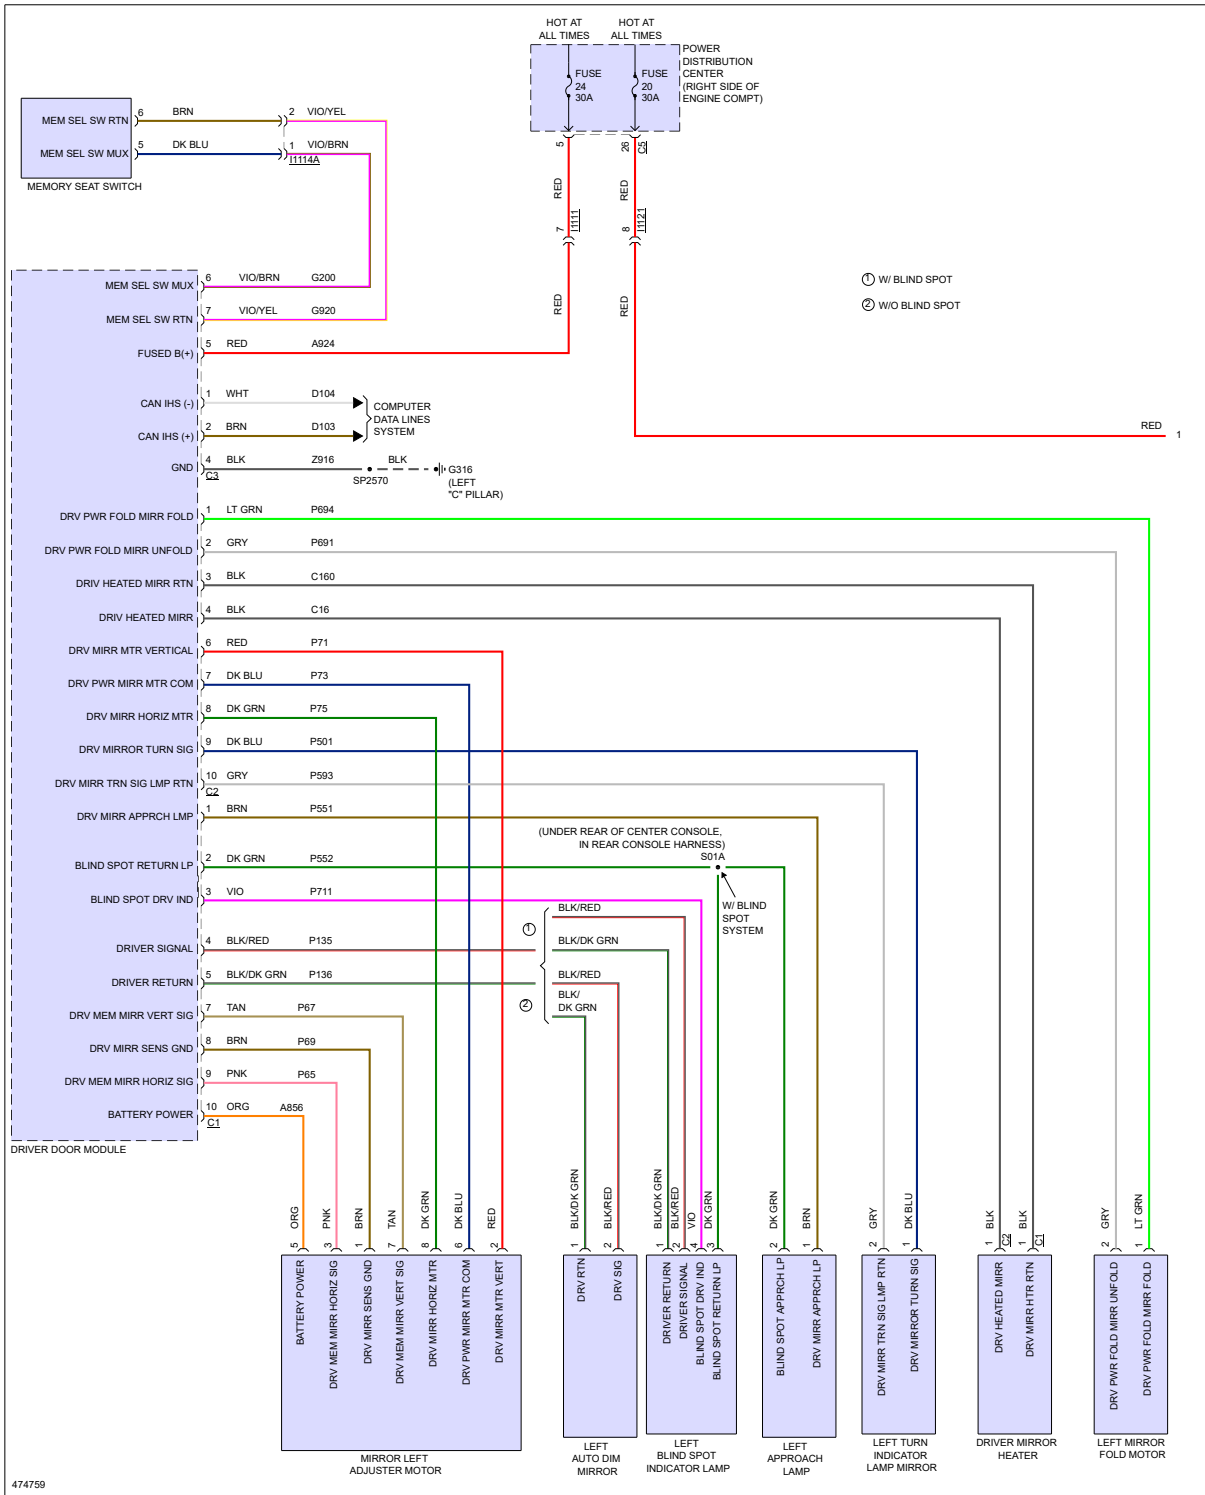 HOT AT
ALL TIMES
HOT AT
ALL TIMES
FUSE
24
30A
FUSE
20
30A
POWER
DISTRIBUTION
CENTER
(RIGHT SIDE OF
ENGINE COMPT)
5
26
C5
RED
RED
7
I1111
8
I1121
RED
RED
MEM SEL SW RTN
6
BRN
2
VIO/YEL
MEM SEL SW MUX
5
DK BLU
1
VIO/BRN
I1114A
MEMORY SEAT SWITCH
1 W/ BLIND SPOT
2 W/O BLIND SPOT
MEM SEL SW MUX 6 VIO/BRN G200
MEM SEL SW RTN 7 VIO/YEL G920
FUSED B(+) 5 RED A924
CAN IHS (-) 1 WHT D104
CAN IHS (+) 2 BRN D103
COMPUTER
DATA LINES
SYSTEM
RED 1
GND 4 BLK Z916 BLK
C3
SP2570
G316
(LEFT
"C" PILLAR)
DRV PWR FOLD MIRR FOLD 1 LT GRN P694
DRV PWR FOLD MIRR UNFOLD 2 GRY P691
DRIV HEATED MIRR RTN 3 BLK C160
DRIV HEATED MIRR 4 BLK C16
DRV MIRR MTR VERTICAL 6 RED P71
DRV PWR MIRR MTR COM 7 DK BLU P73
DRV MIRR HORIZ MTR 8 DK GRN P75
DRV MIRROR TURN SIG 9 DK BLU P501
DRV MIRR TRN SIG LMP RTN 10 GRY P593
C2
DRV MIRR APPRCH LMP 1 BRN P551
(UNDER REAR OF CENTER CONSOLE,
IN REAR CONSOLE HARNESS)
S01A
BLIND SPOT RETURN LP 2 DK GRN P552
BLIND SPOT DRV IND 3 VIO P711
W/ BLIND
SPOT
SYSTEM
DRIVER SIGNAL 4 BLK/RED P135
DRIVER RETURN 5 BLK/DK GRN P136
1
BLK/RED
BLK/DK GRN
2
BLK/RED
BLK/
DK GRN
DRV MEM MIRR VERT SIG 7 TAN P67
DRV MIRR SENS GND 8 BRN P69
DRV MEM MIRR HORIZ SIG 9 PNK P65
BATTERY POWER 10 ORG A856
C1
DRIVER DOOR MODULE
ORG
PNK
BRN
TAN
DK GRN
DK BLU
RED
BLK/DK GRN
BLK/RED
BLK/DK GRN
BLK/RED
VIO
DK GRN
DK GRN
BRN
GRY
DK BLU
BLK
BLK
GRY
LT GRN
5
3
1
7
8
6
2
1
2
1
2
4
3
2
1
2
1
1
C2
1
C1
2
1
BATTERY POWER
DRV MEM MIRR HORIZ SIG
DRV MIRR SENS GND
DRV MEM MIRR VERT SIG
DRV MIRR HORIZ MTR
DRV PWR MIRR MTR COM
DRV MIRR MTR VERT
DRV RTN
DRV SIG
DRIVER RETURN
DRIVER SIGNAL
BLIND SPOT DRV IND
BLIND SPOT RETURN LP
BLIND SPOT APPRCH LP
DRV MIRR APPRCH LP
DRV MIRR TRN SIG LMP RTN
DRV MIRROR TURN SIG
DRV HEATED MIRR
DRV MIRR HTR RTN
DRV PWR FOLD MIRR UNFOLD
DRV PWR FOLD MIRR FOLD
MIRROR LEFT
ADJUSTER MOTOR
LEFT
AUTO DIM
MIRROR
LEFT
BLIND SPOT
INDICATOR LAMP
LEFT
APPROACH
LAMP
LEFT TURN
INDICATOR
LAMP MIRROR
DRIVER MIRROR
HEATER
LEFT MIRROR
FOLD MOTOR
474759